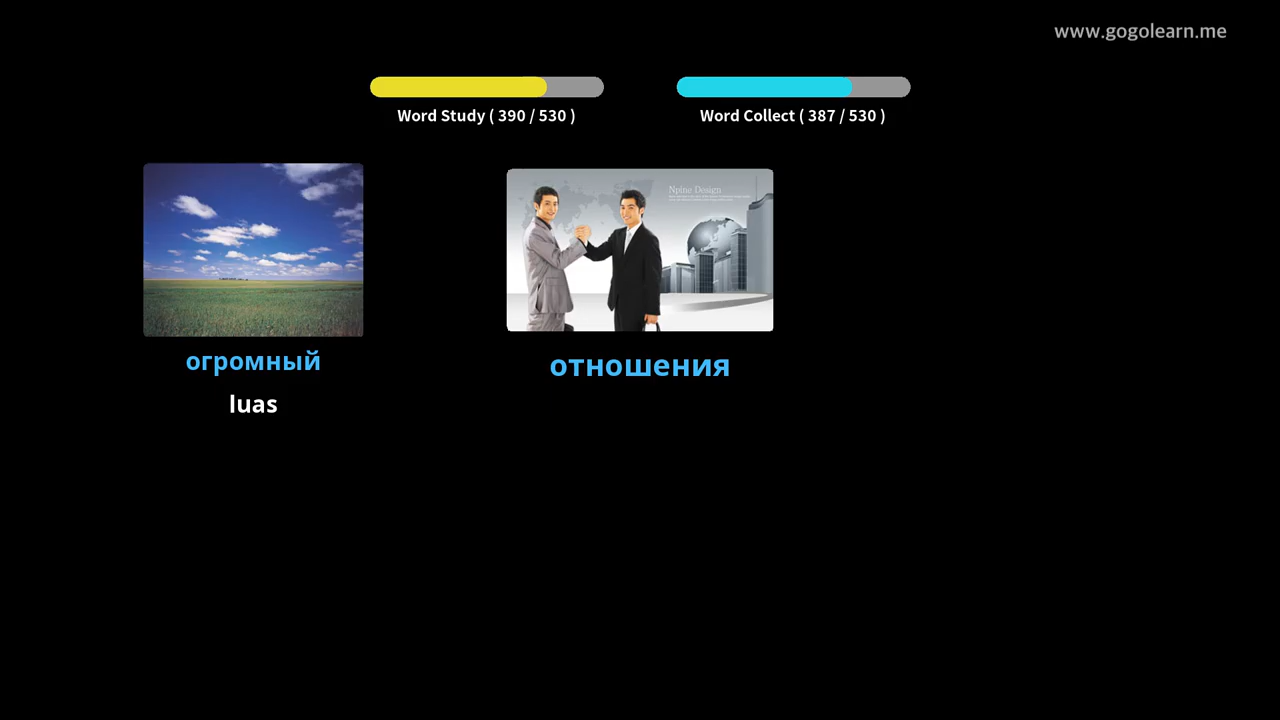 www.gogolearn.me
Word Study ( 390 / 530 )
Word Collect ( 387 / 530 )
Npine Design
огромный
luas
отношения